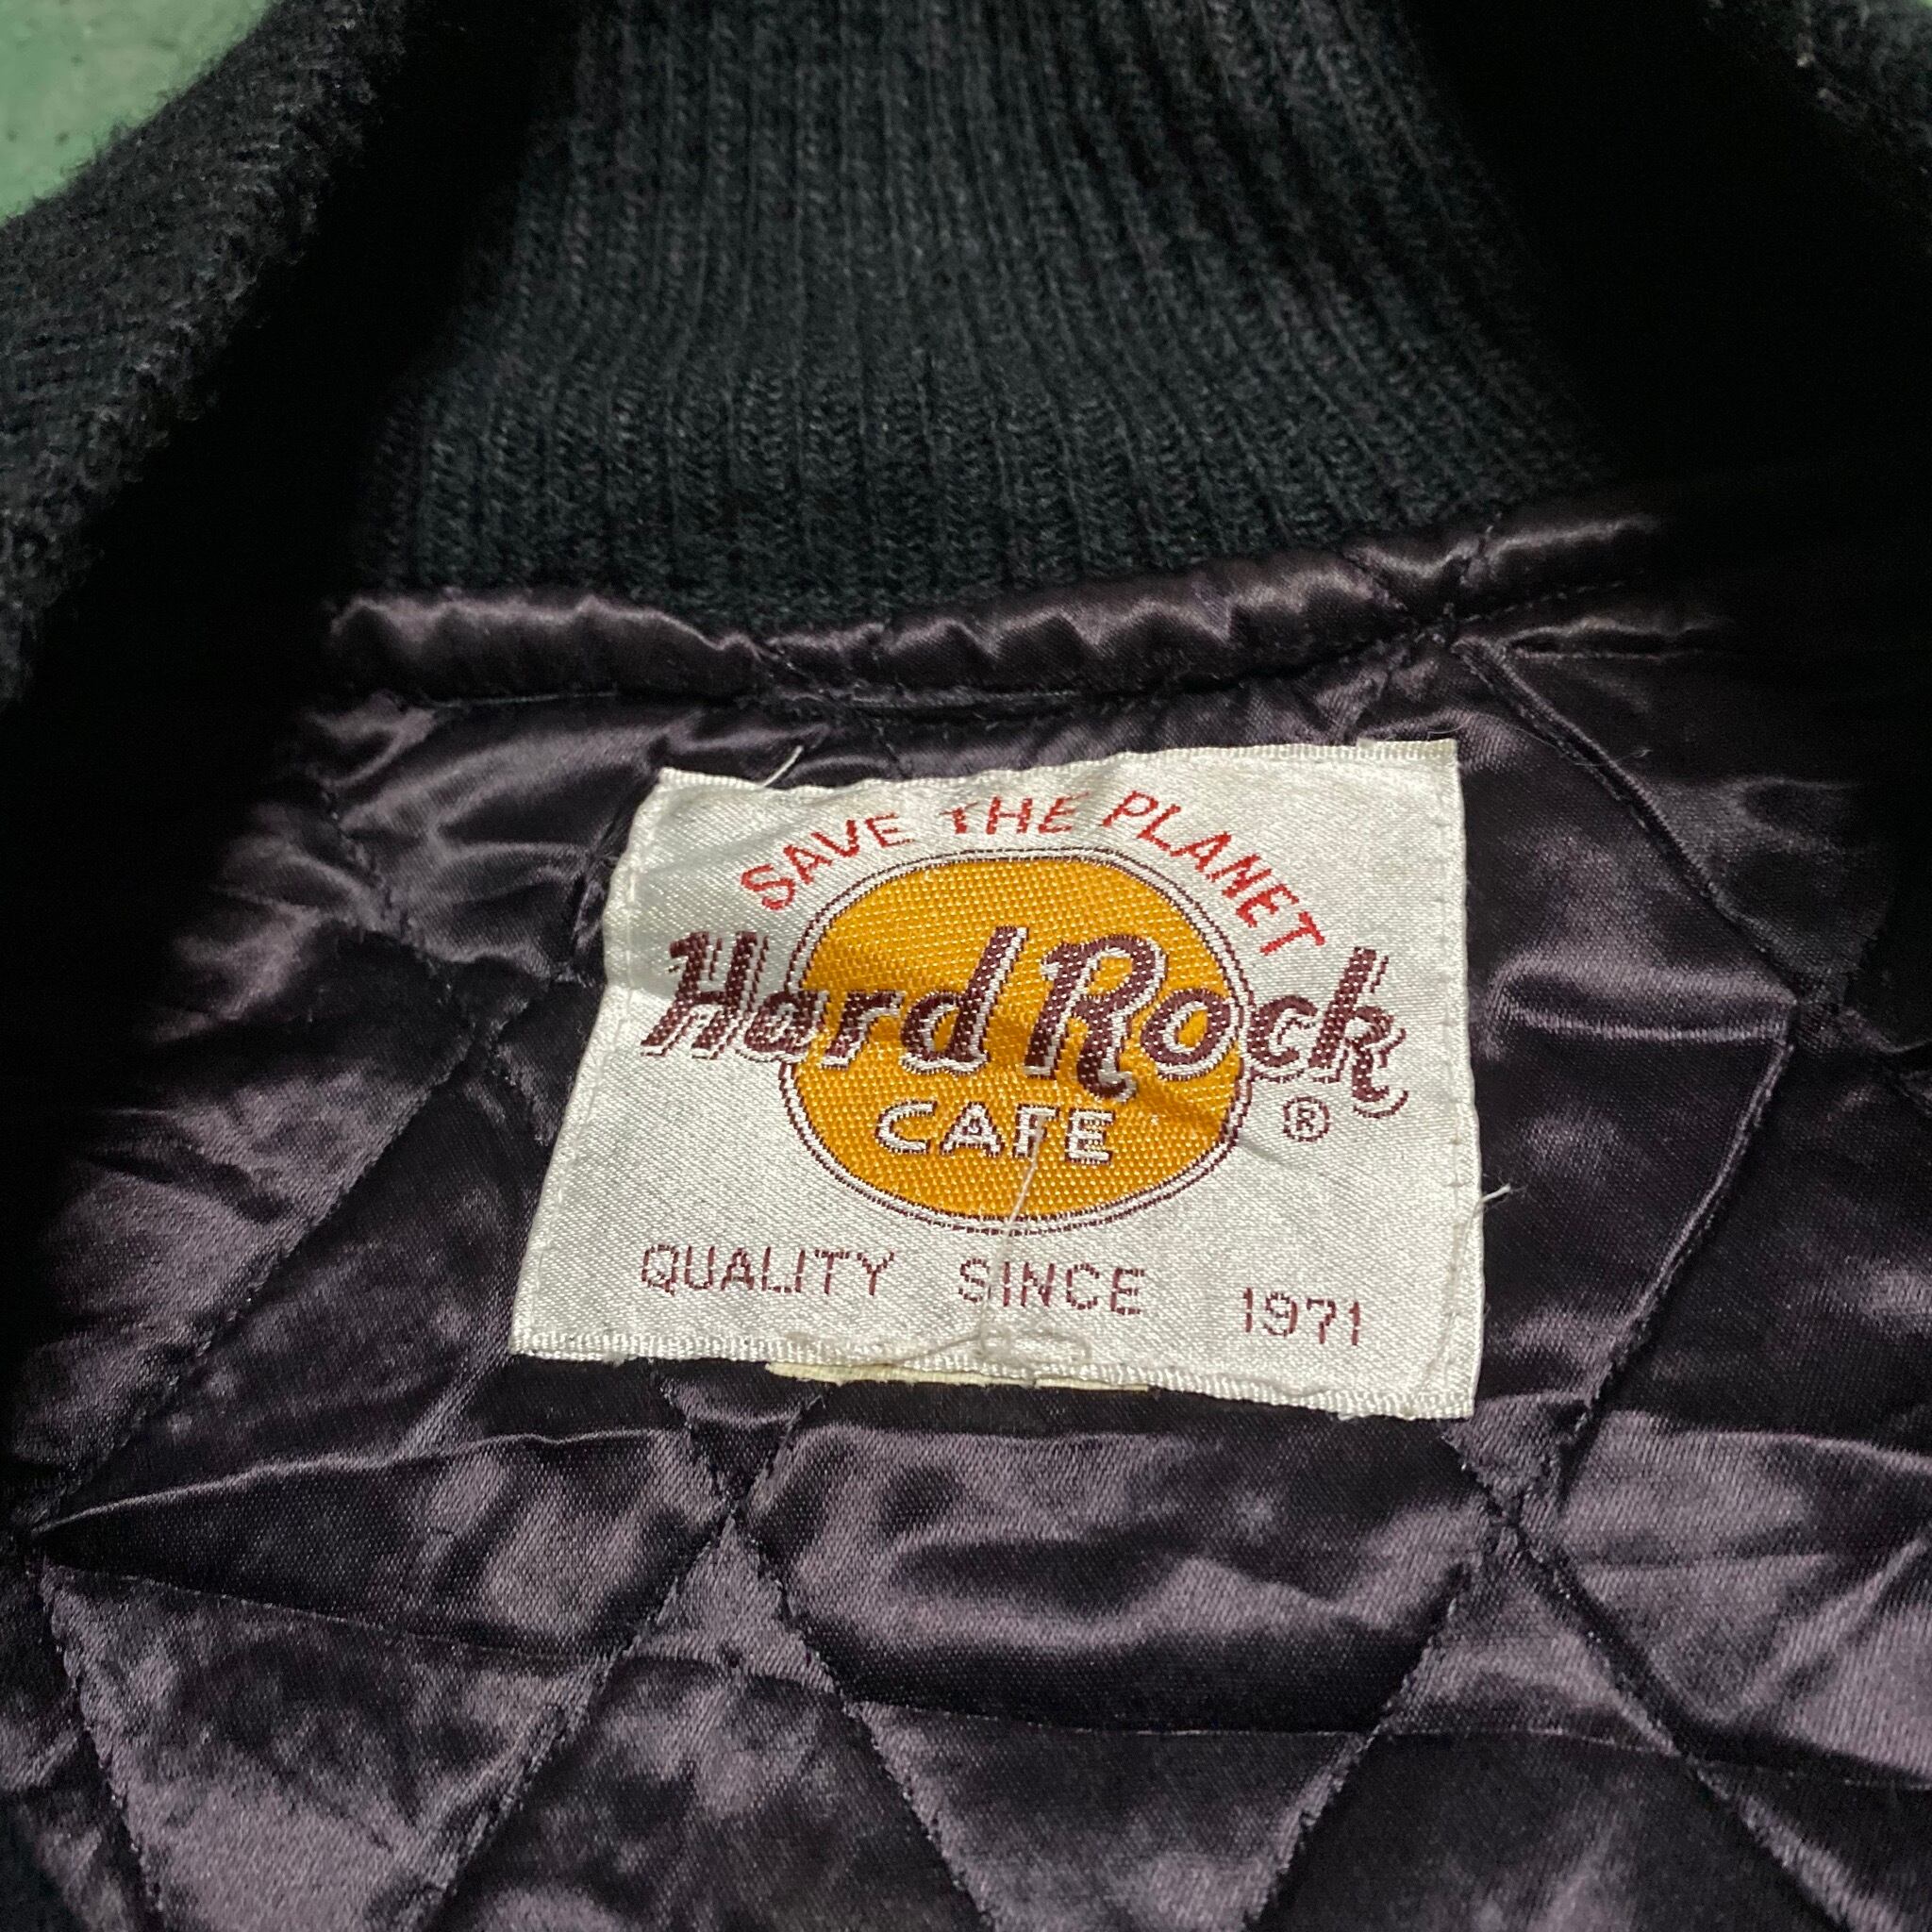 SAVE THE PLANET
Hard Rock
CAFE
®
QUALITY SINCE 1971